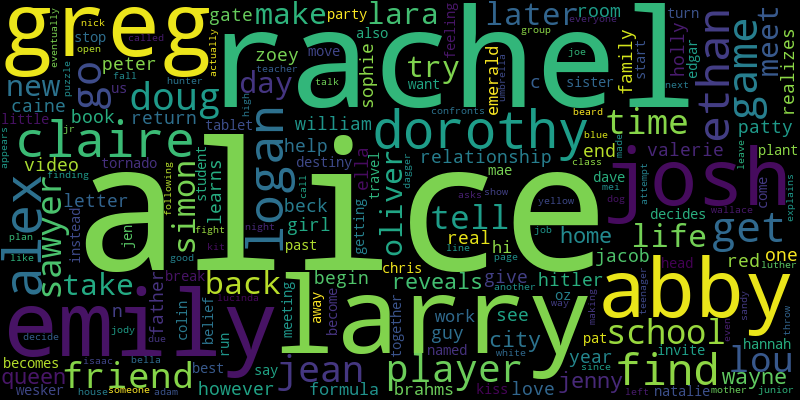 greg
rachel
alice
larry
emily
josh
abby
dorothy
claire
doug
logan
alex
ethan
game
get
find
tell
time
life
school
player
friend
jean
lou
sawyer
simon
oliver
make
later
lara
try
day
go
new
take
back
meet
end
home
city
family
emerald
holly
sophie
room
gate
zoey
peter
caine
book
return
video
letter
william
help
destiny
relationship
valerie
patty
realizes
learns
student
tablet
tornado
beck
girl
past
ella
travel
real
hi
mae
reveals
hitler
begin
give
chris
jacob
red
one
come
plant
decides
dave
mei
wayne
jenny
natalie
hannah
invite
year
guy
work
see
love
kiss
formula
brahms
however
queen
becomes
wesker
father
break
colin
belief
run
best
say
meeting
away
become
together
named
oz
pat
head
luther
wallace
dog
jen
instead
little
appears
plan
like
finding
following
fight
kit
night
good
call
dagger
getting
asks
show
yellow
line
page
job
another
white
way
making
since
teenager
sandy
even
left
mother
junior
throw
explains
leave
attempt
class
blue
beard
made
confronts
umbrella
talk
joe
next
sister
start
move
want
also
feeling
party
nick
stop
open
called
actually
eventually
us
fall
hunter
teacher
high
puzzle
jr
group
everyone
turn
edgar
decide
jody
due
isaac
bella
house
someone
adam
lucinda
c
n